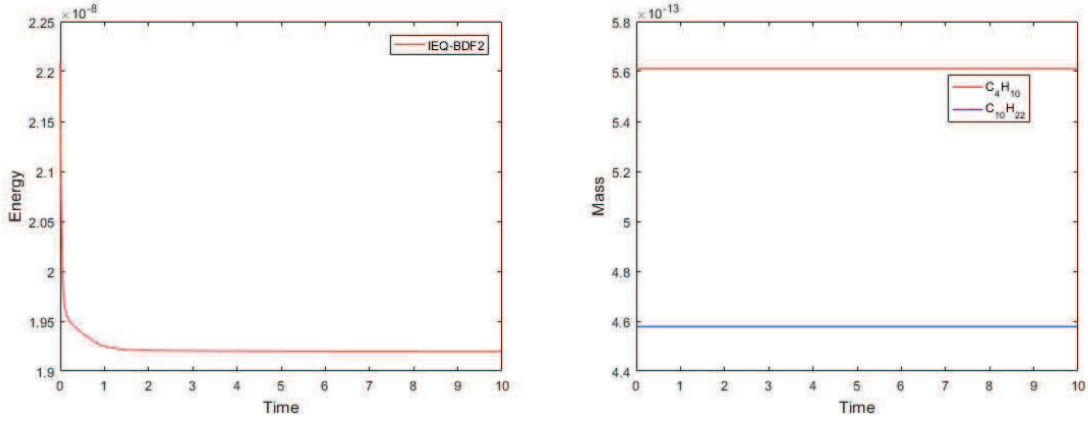 ×10⁻⁸
2.25
2.2
2.15
2.1
2.05
2
1.95
1.9
Energy
0 1 2 3 4 5 6 7 8 9 10
Time
IEQ-BDF2
×10⁻¹³
5.8
5.6
5.4
5.2
5
4.8
4.6
4.4
Mass
0 1 2 3 4 5 6 7 8 9 10
Time
C₄H₁₀
C₁₀H₂₂